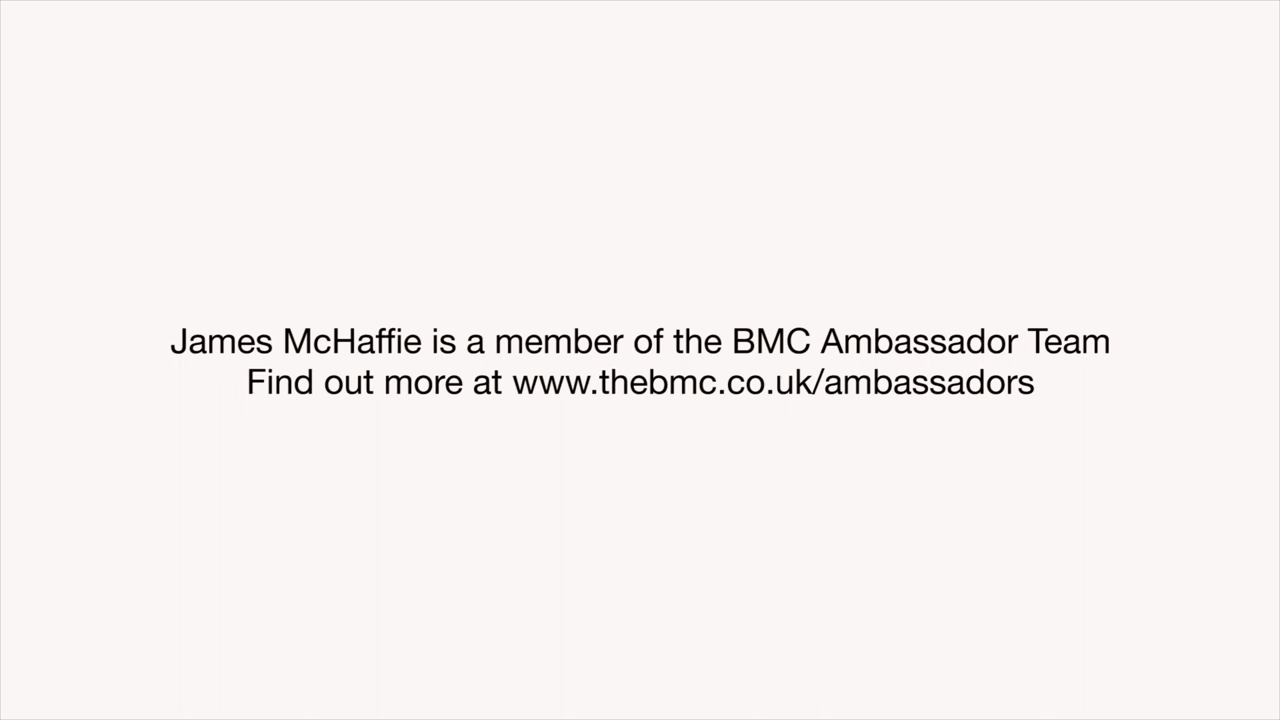 James McHaffie is a member of the BMC Ambassador Team
Find out more at www.thebmc.co.uk/ambassadors